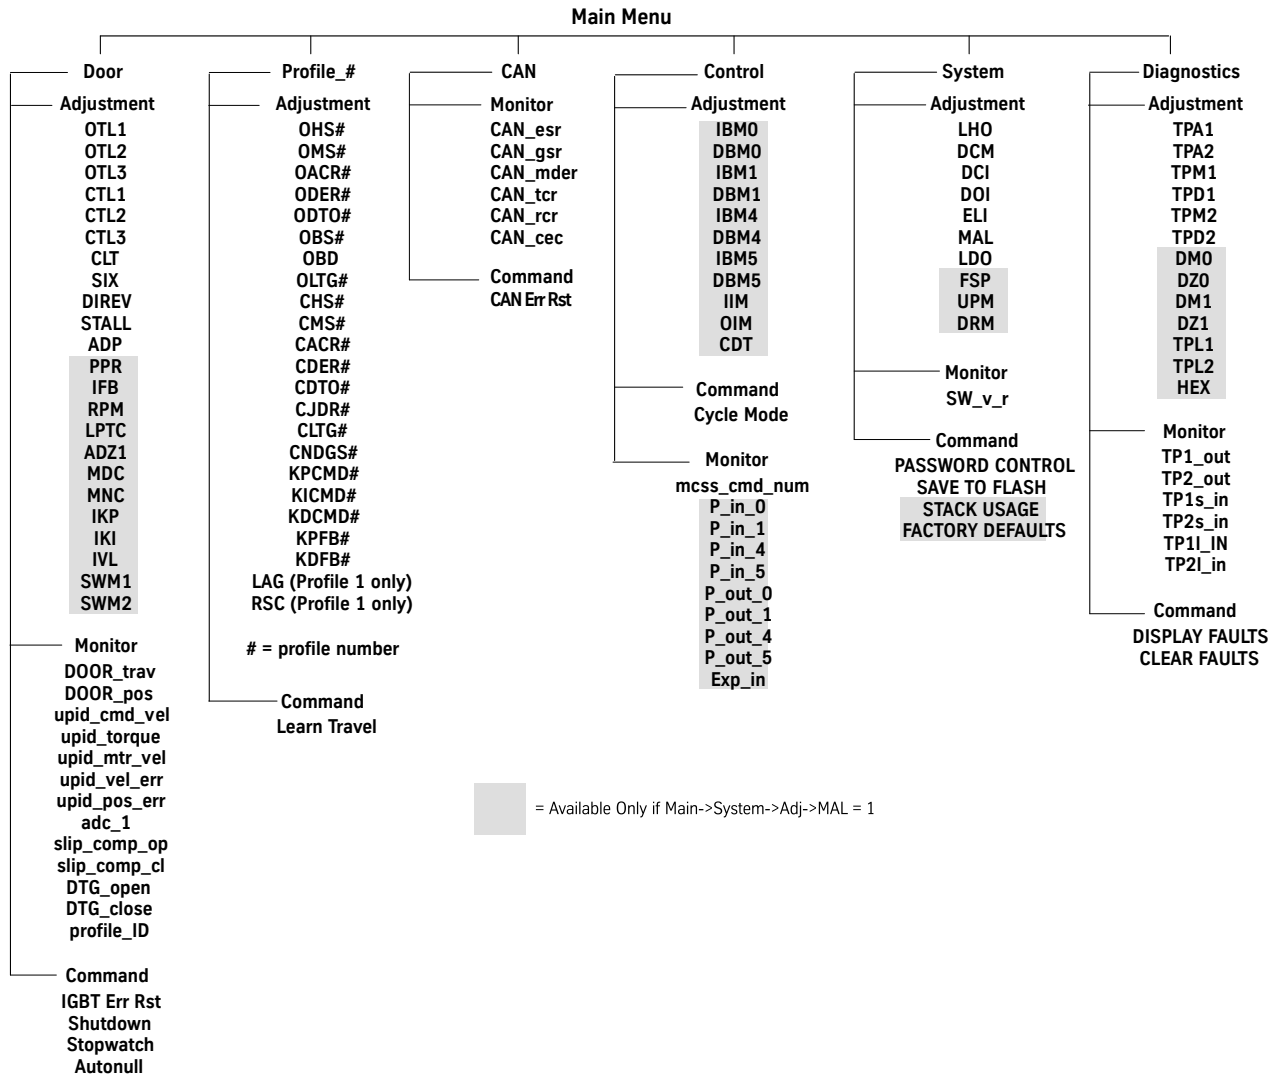 Main Menu
Door
Adjustment
OTL1
OTL2
OTL3
CTL1
CTL2
CTL3
CLT
SIX
DIREV
STALL
ADP
PPR
IFB
RPM
LPTC
ADZ1
MDC
MNC
IKP
IKI
IVL
SWM1
SWM2
Monitor
DOOR_trav
DOOR_pos
upid_cmd_vel
upid_torque
upid_mtr_vel
upid_vel_err
upid_pos_err
adc_1
slip_comp_op
slip_comp_cl
DTG_open
DTG_close
profile_ID
Command
IGBT Err Rst
Shutdown
Stopwatch
Autonull
Profile_#
Adjustment
OHS#
OMS#
OACR#
ODER#
ODTO#
OBS#
OBD
OLTG#
CHS#
CMS#
CACR#
CDER#
CDTO#
CJDR#
CLTG#
CNDGS#
KPCMD#
KICMD#
KDCMD#
KPFB#
KDFB#
LAG (Profile 1 only)
RSC (Profile 1 only)
# = profile number
Command
Learn Travel
CAN
Monitor
CAN_esr
CAN_gsr
CAN_mder
CAN_tcr
CAN_rcr
CAN_cec
Command
CAN Err Rst
Control
Adjustment
IBM0
DBM0
IBM1
DBM1
IBM4
DBM4
IBM5
DBM5
IIM
OIM
CDT
Command
Cycle Mode
Monitor
mcss_cmd_num
P_in_0
P_in_1
P_in_4
P_in_5
P_out_0
P_out_1
P_out_4
P_out_5
Exp_in
System
Adjustment
LHO
DCM
DCI
DOI
ELI
MAL
LDO
FSP
UPM
DRM
Monitor
SW_v_r
Command
PASSWORD CONTROL
SAVE TO FLASH
STACK USAGE
FACTORY DEFAULTS
Diagnostics
Adjustment
TPA1
TPA2
TPM1
TPD1
TPM2
TPD2
DM0
DZ0
DM1
DZ1
TPL1
TPL2
HEX
Monitor
TP1_out
TP2_out
TP1s_in
TP2s_in
TP1l_IN
TP2l_in
Command
DISPLAY FAULTS
CLEAR FAULTS
= Available Only if Main->System->Adj->MAL = 1